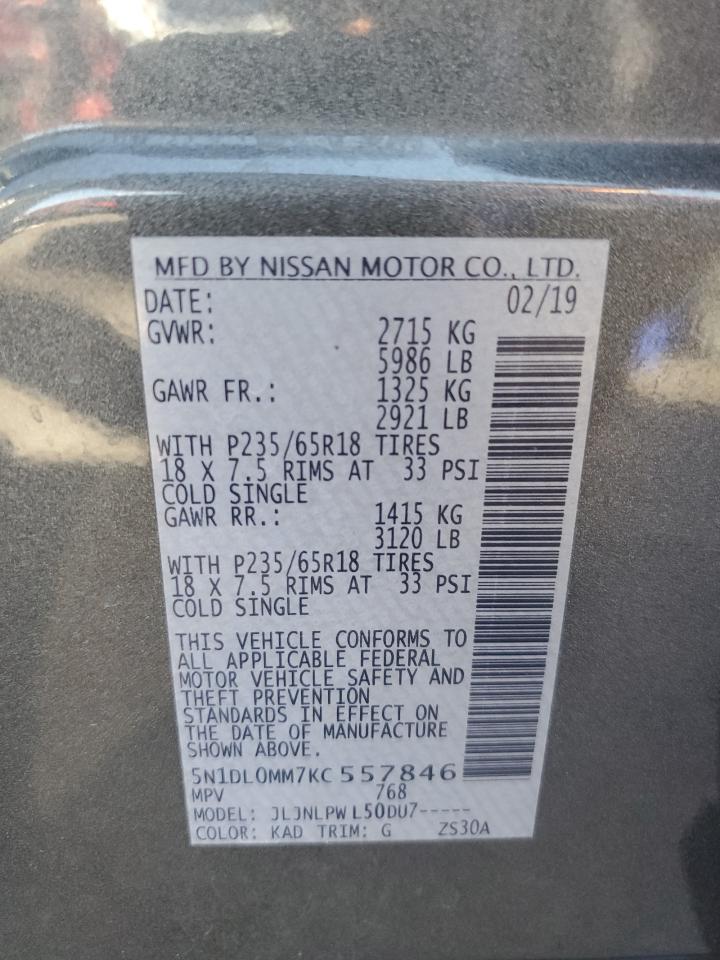 MFD BY NISSAN MOTOR CO., LTD.
DATE: 02/19
GVWR: 2715 KG
5986 LB
GAWR FR.: 1325 KG
2921 LB
WITH P235/65R18 TIRES
18 X 7.5 RIMS AT 33 PSI
COLD SINGLE
GAWR RR.: 1415 KG
3120 LB
WITH P235/65R18 TIRES
18 X 7.5 RIMS AT 33 PSI
COLD SINGLE
THIS VEHICLE CONFORMS TO
ALL APPLICABLE FEDERAL
MOTOR VEHICLE SAFETY AND
THEFT PREVENTION
STANDARDS IN EFFECT ON
THE DATE OF MANUFACTURE
SHOWN ABOVE.
5N1DL0MM7KC 557846
MPV 768
MODEL: JLJNLPW L50DU7-----
COLOR: KAD TRIM: G ZS30A